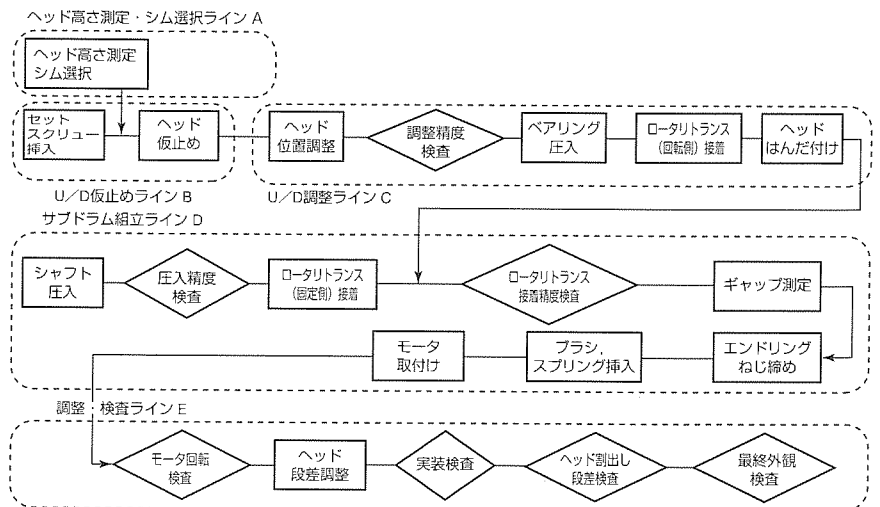 ヘッド高さ測定・シム選択ラインA
ヘッド高さ測定
シム選択
セット
スクリュー
挿入
ヘッド
仮止め
ヘッド
位置調整
調整精度
検査
ベアリング
圧入
ロータリトランス
(回転側)接着
ヘッド
はんだ付け
U/D仮止めラインB
U/D調整ラインC
サブドラム組立ラインD
シャフト
圧入
圧入精度
検査
ロータリトランス
(固定側)接着
ロータリトランス
接着精度検査
ギャップ測定
モータ
取付け
ブラシ,
スプリング挿入
エンドリング
ねじ締め
調整・検査ラインE
モータ回転
検査
ヘッド
段差調整
実装検査
ヘッド割出し
段差検査
最終外観
検査